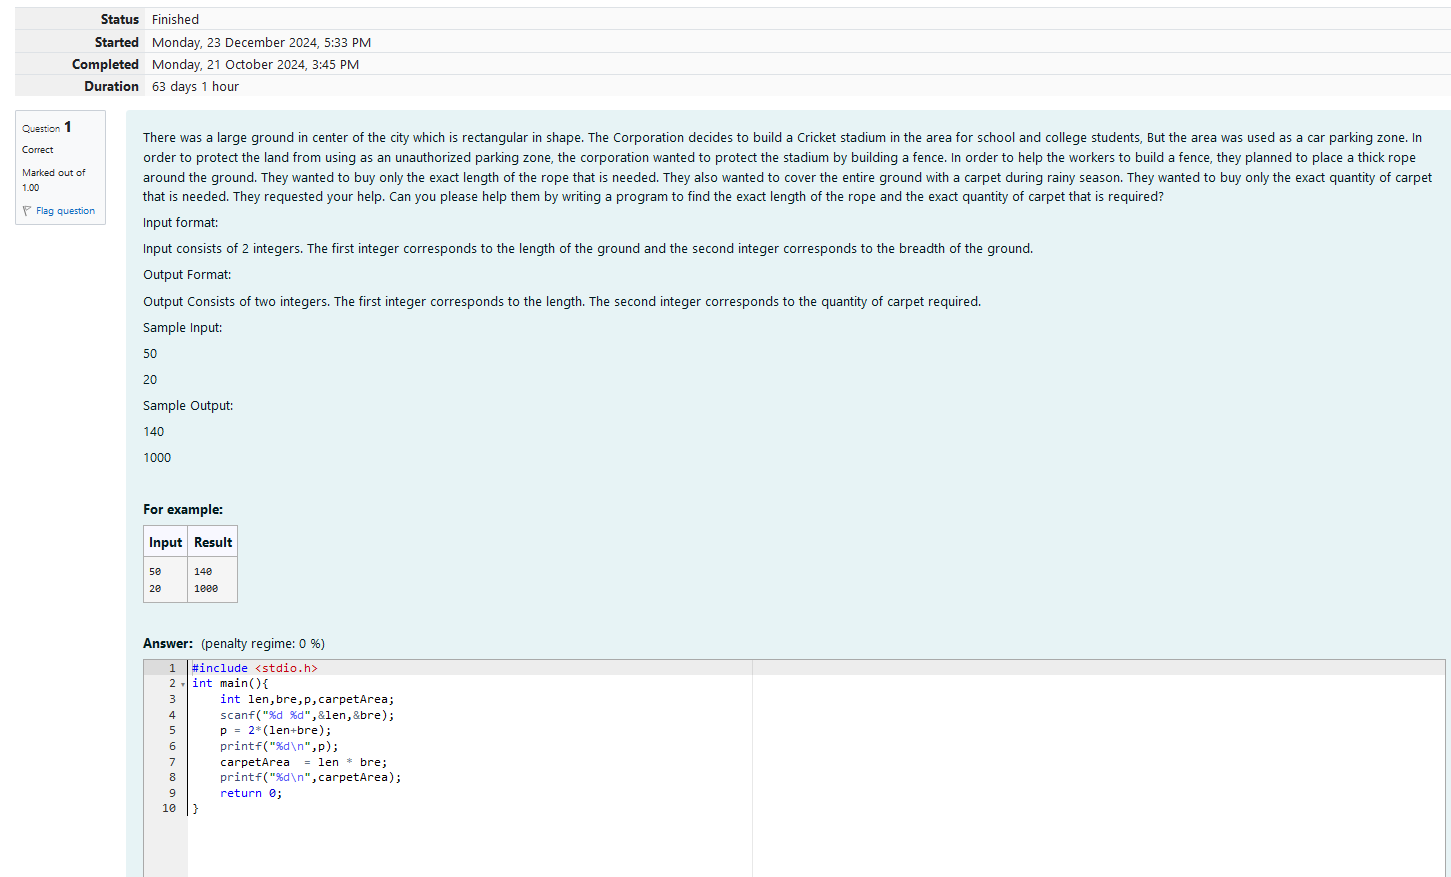 Status Finished
Started Monday, 23 December 2024, 5:33 PM
Completed Monday, 21 October 2024, 3:45 PM
Duration 63 days 1 hour
Question 1
Correct
Marked out of
1.00
Flag question
There was a large ground in center of the city which is rectangular in shape. The Corporation decides to build a Cricket stadium in the area for school and college students, But the area was used as a car parking zone. In
order to protect the land from using as an unauthorized parking zone, the corporation wanted to protect the stadium by building a fence. In order to help the workers to build a fence, they planned to place a thick rope
around the ground. They wanted to buy only the exact length of the rope that is needed. They also wanted to cover the entire ground with a carpet during rainy season. They wanted to buy only the exact quantity of carpet
that is needed. They requested your help. Can you please help them by writing a program to find the exact length of the rope and the exact quantity of carpet that is required?
Input format:
Input consists of 2 integers. The first integer corresponds to the length of the ground and the second integer corresponds to the breadth of the ground.
Output Format:
Output Consists of two integers. The first integer corresponds to the length. The second integer corresponds to the quantity of carpet required.
Sample Input:
50
20
Sample Output:
140
1000
For example:
Input Result
50 140
20 1000
Answer: (penalty regime: 0 %)
1 #include <stdio.h>
2 int main(){
3 int len,bre,p,carpetArea;
4 scanf("%d %d",&len,&bre);
5 p = 2*(len+bre);
6 printf("%d\n",p);
7 carpetArea  = len * bre;
8 printf("%d\n",carpetArea);
9 return 0;
10 }